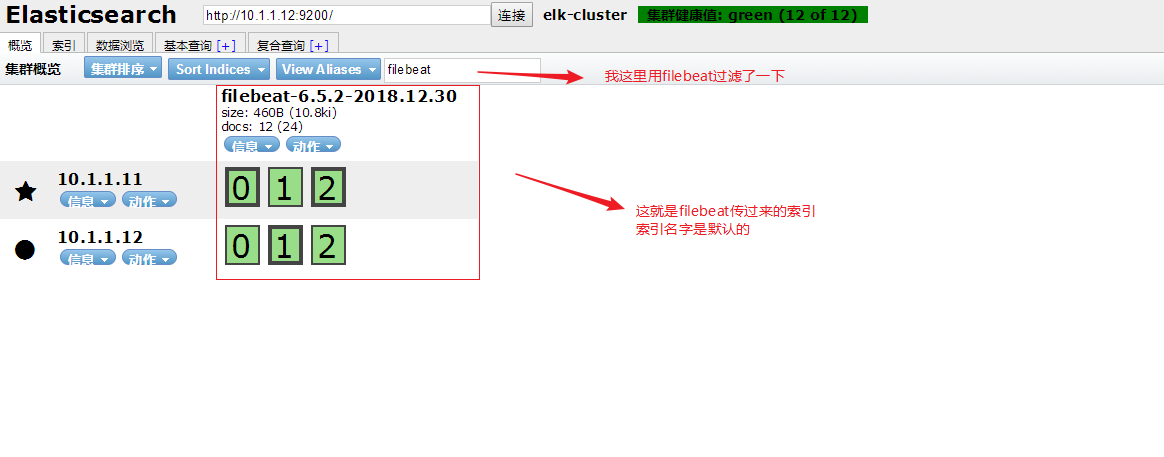 Elasticsearch http://10.1.1.12:9200/ 连接 elk-cluster 集群健康值: green (12 of 12)
概览 索引 数据浏览 基本查询 [+] 复合查询 [+]
集群概览 集群排序 Sort Indices View Aliases filebeat 我这里用filebeat过滤了一下
filebeat-6.5.2-2018.12.30
size: 460B (10.8ki)
docs: 12 (24)
信息 动作
10.1.1.11
信息 动作
0 1 2
这就是filebeat传过来的索引
索引名字是默认的
10.1.1.12
信息 动作
0 1 2